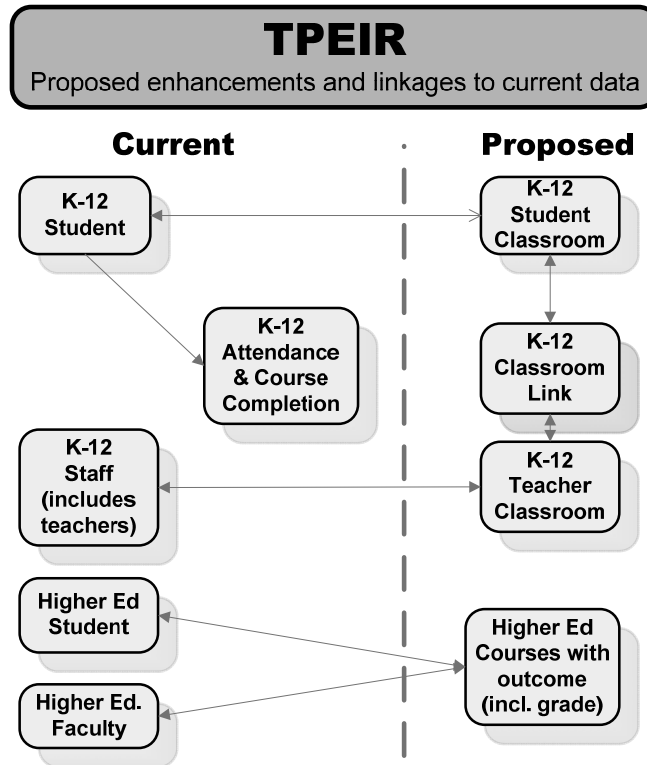 TPEIR
Proposed enhancements and linkages to current data
Current
Proposed
K-12
Student
K-12
Student
Classroom
K-12
Attendance
& Course
Completion
K-12
Classroom
Link
K-12
Staff
(includes
teachers)
K-12
Teacher
Classroom
Higher Ed
Student
Higher Ed
Courses with
outcome
(incl. grade)
Higher Ed.
Faculty